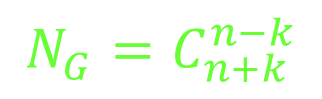 N_G = C_{n+k}^{n-k}